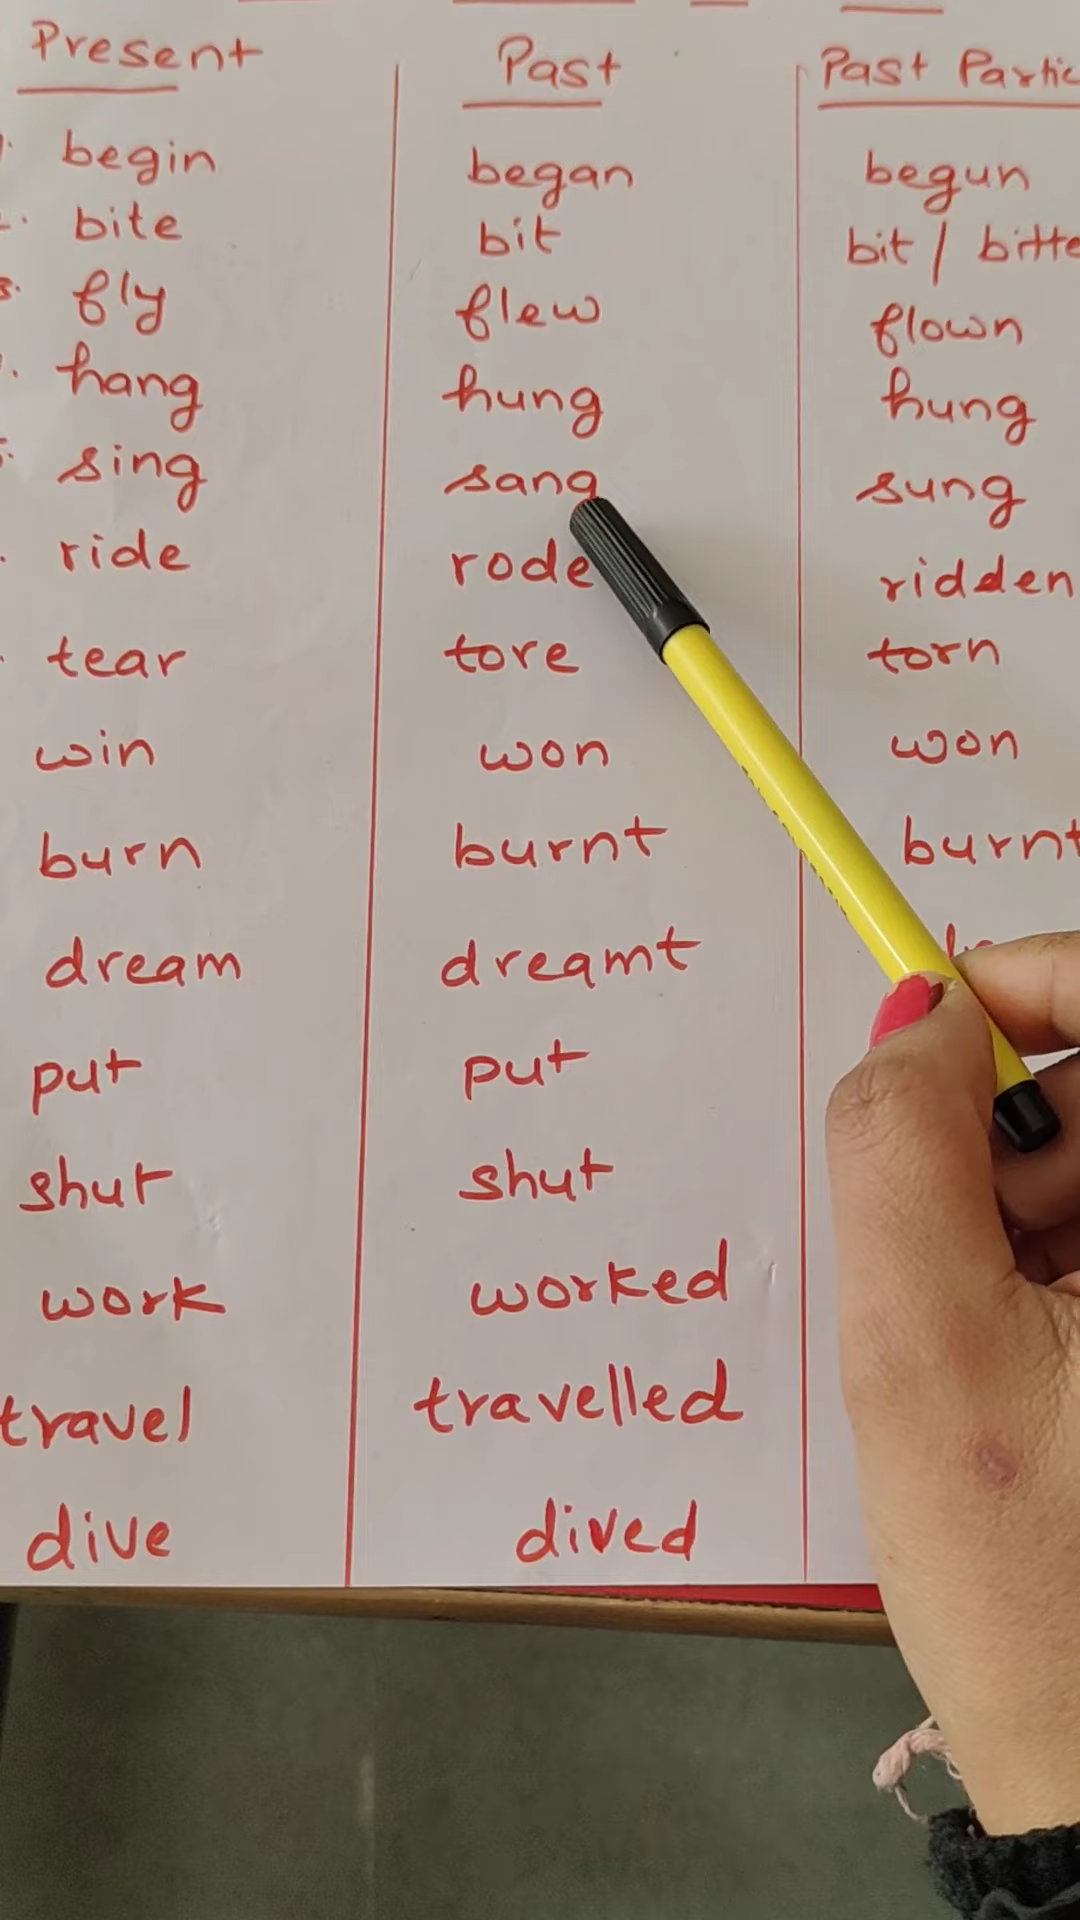 Present Past Past
begin began begun
2. bite bit bit /
3. fly flew flown
hang hung hung
sing sang sung
ride rode ridden
tear tore torn
win won won
burn burnt burnt
dream dreamt
put put
shut shut
work worked
travel travelled
dive dived